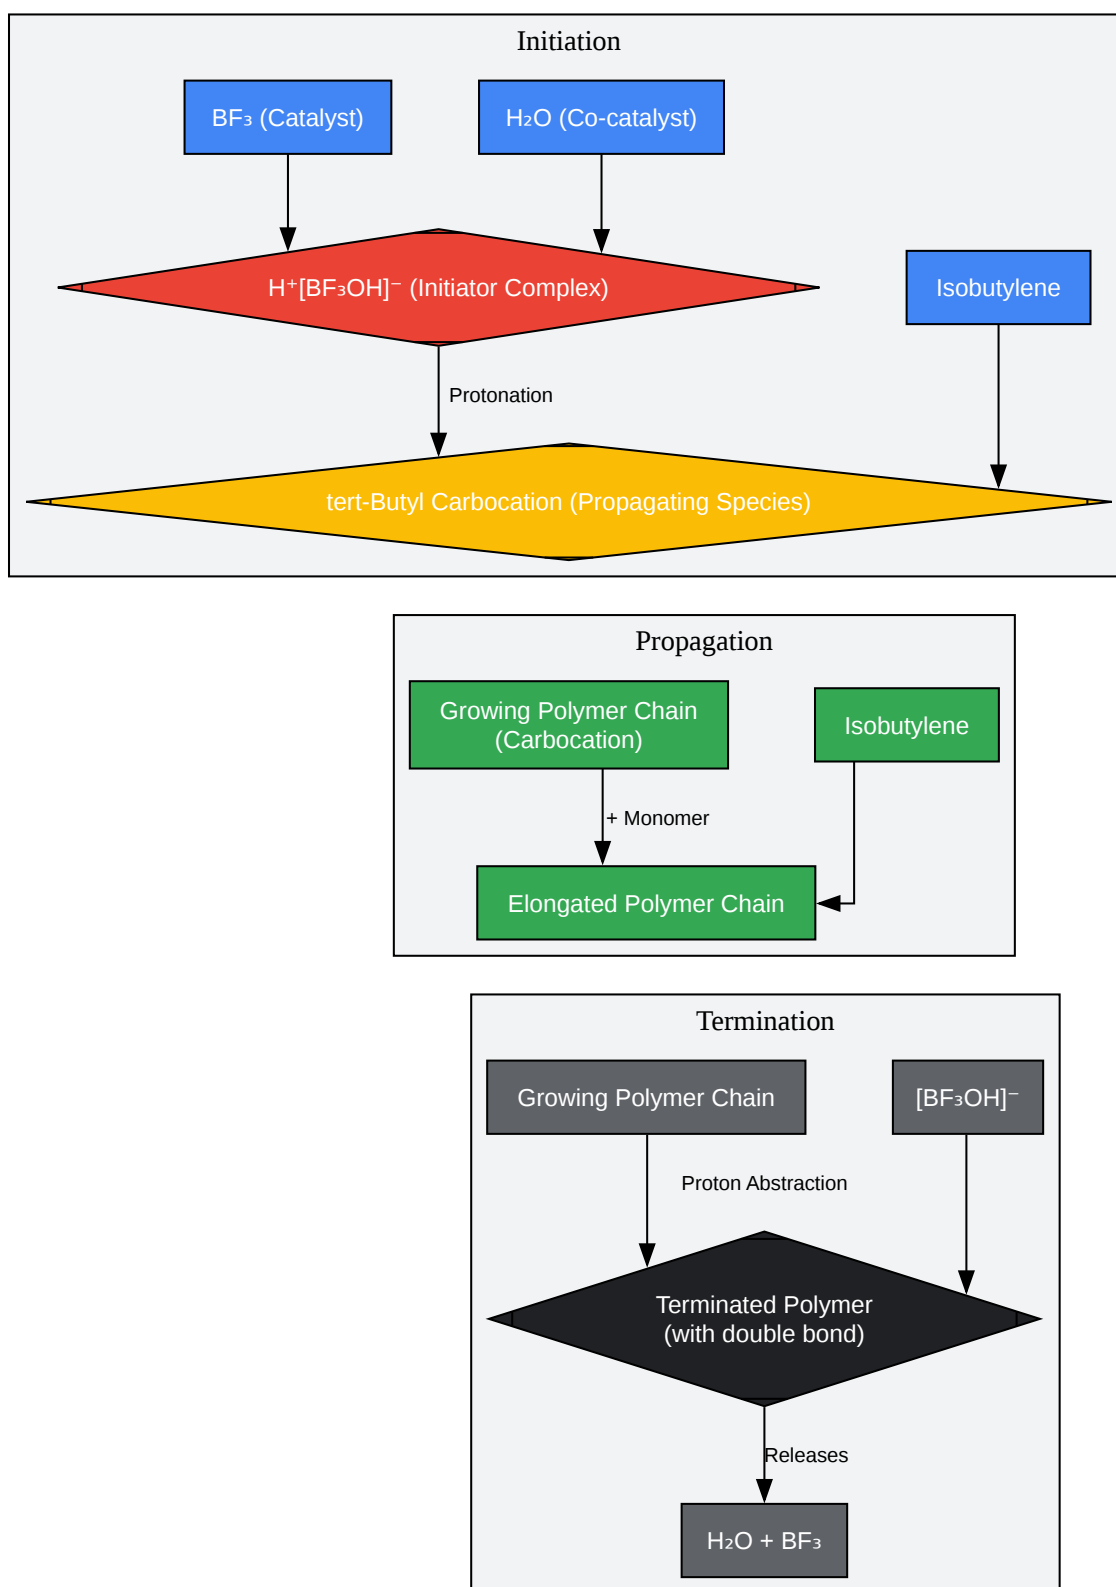 Initiation
BF₃ (Catalyst)
H₂O (Co-catalyst)
H⁺[BF₃OH]⁻ (Initiator Complex)
Isobutylene
Protonation
tert-Butyl Carbocation (Propagating Species)
Propagation
Growing Polymer Chain
(Carbocation)
Isobutylene
+ Monomer
Elongated Polymer Chain
Termination
Growing Polymer Chain
[BF₃OH]⁻
Proton Abstraction
Terminated Polymer
(with double bond)
Releases
H₂O + BF₃